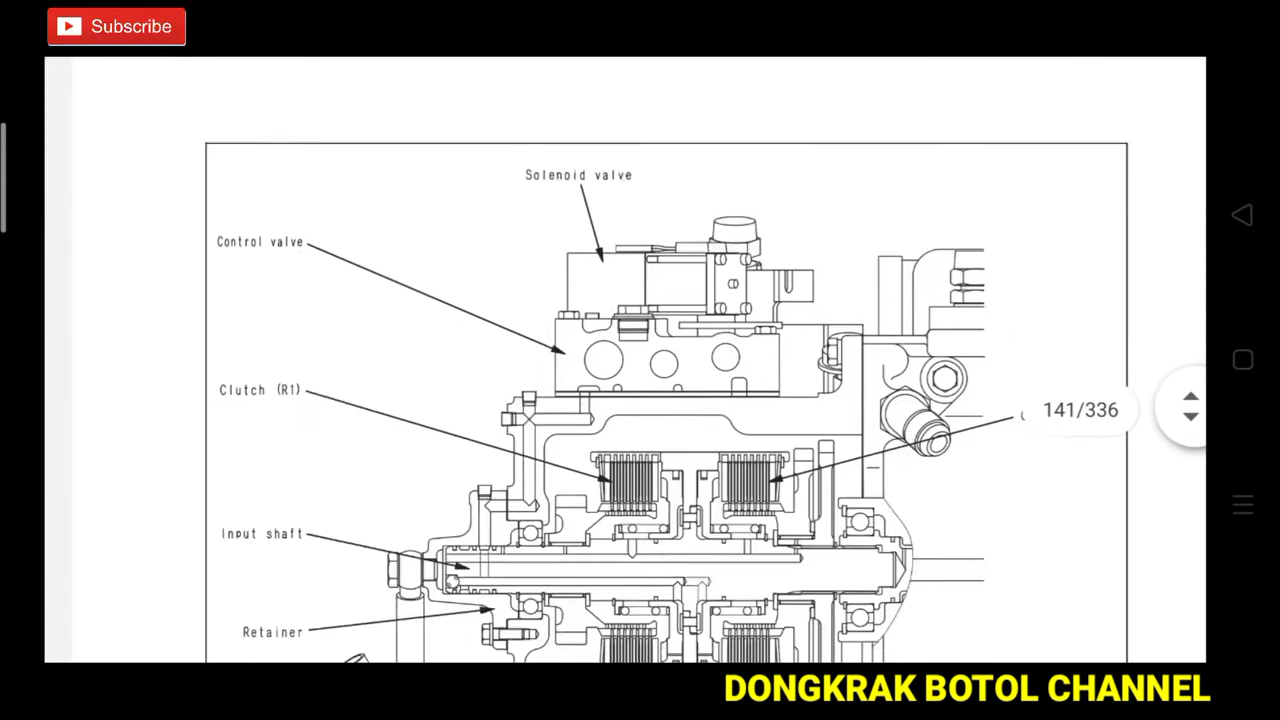 Subscribe
Solenoid valve
Control valve
Clutch (R1)
141/336
Input shaft
Retainer
DONGKRAK BOTOL CHANNEL